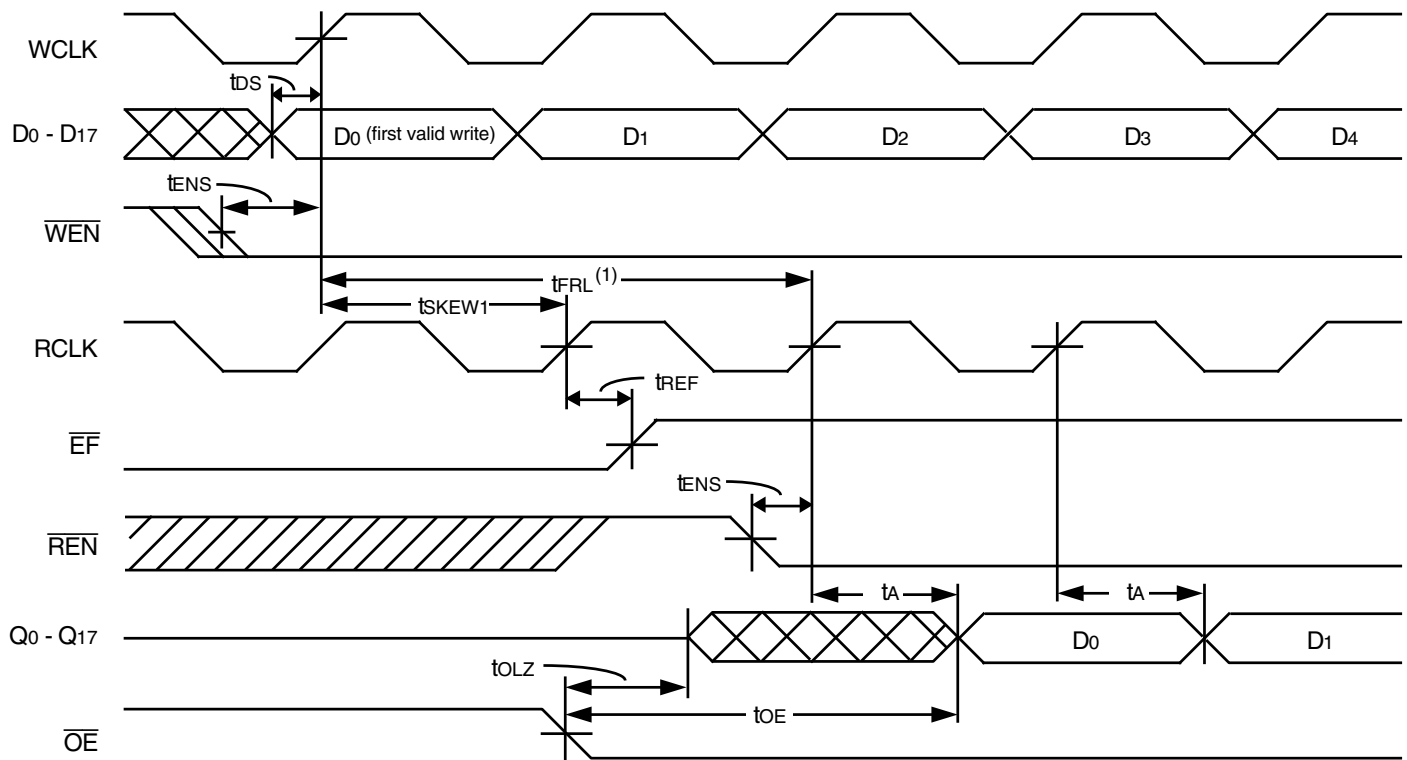 WCLK
tDS
D0 - D17
D0 (first valid write)
D1
D2
D3
D4
tENS
WEN
tFRL(1)
tSKEW1
RCLK
tREF
EF
tENS
REN
tA
tA
Q0 - Q17
D0
D1
tOLZ
tOE
OE